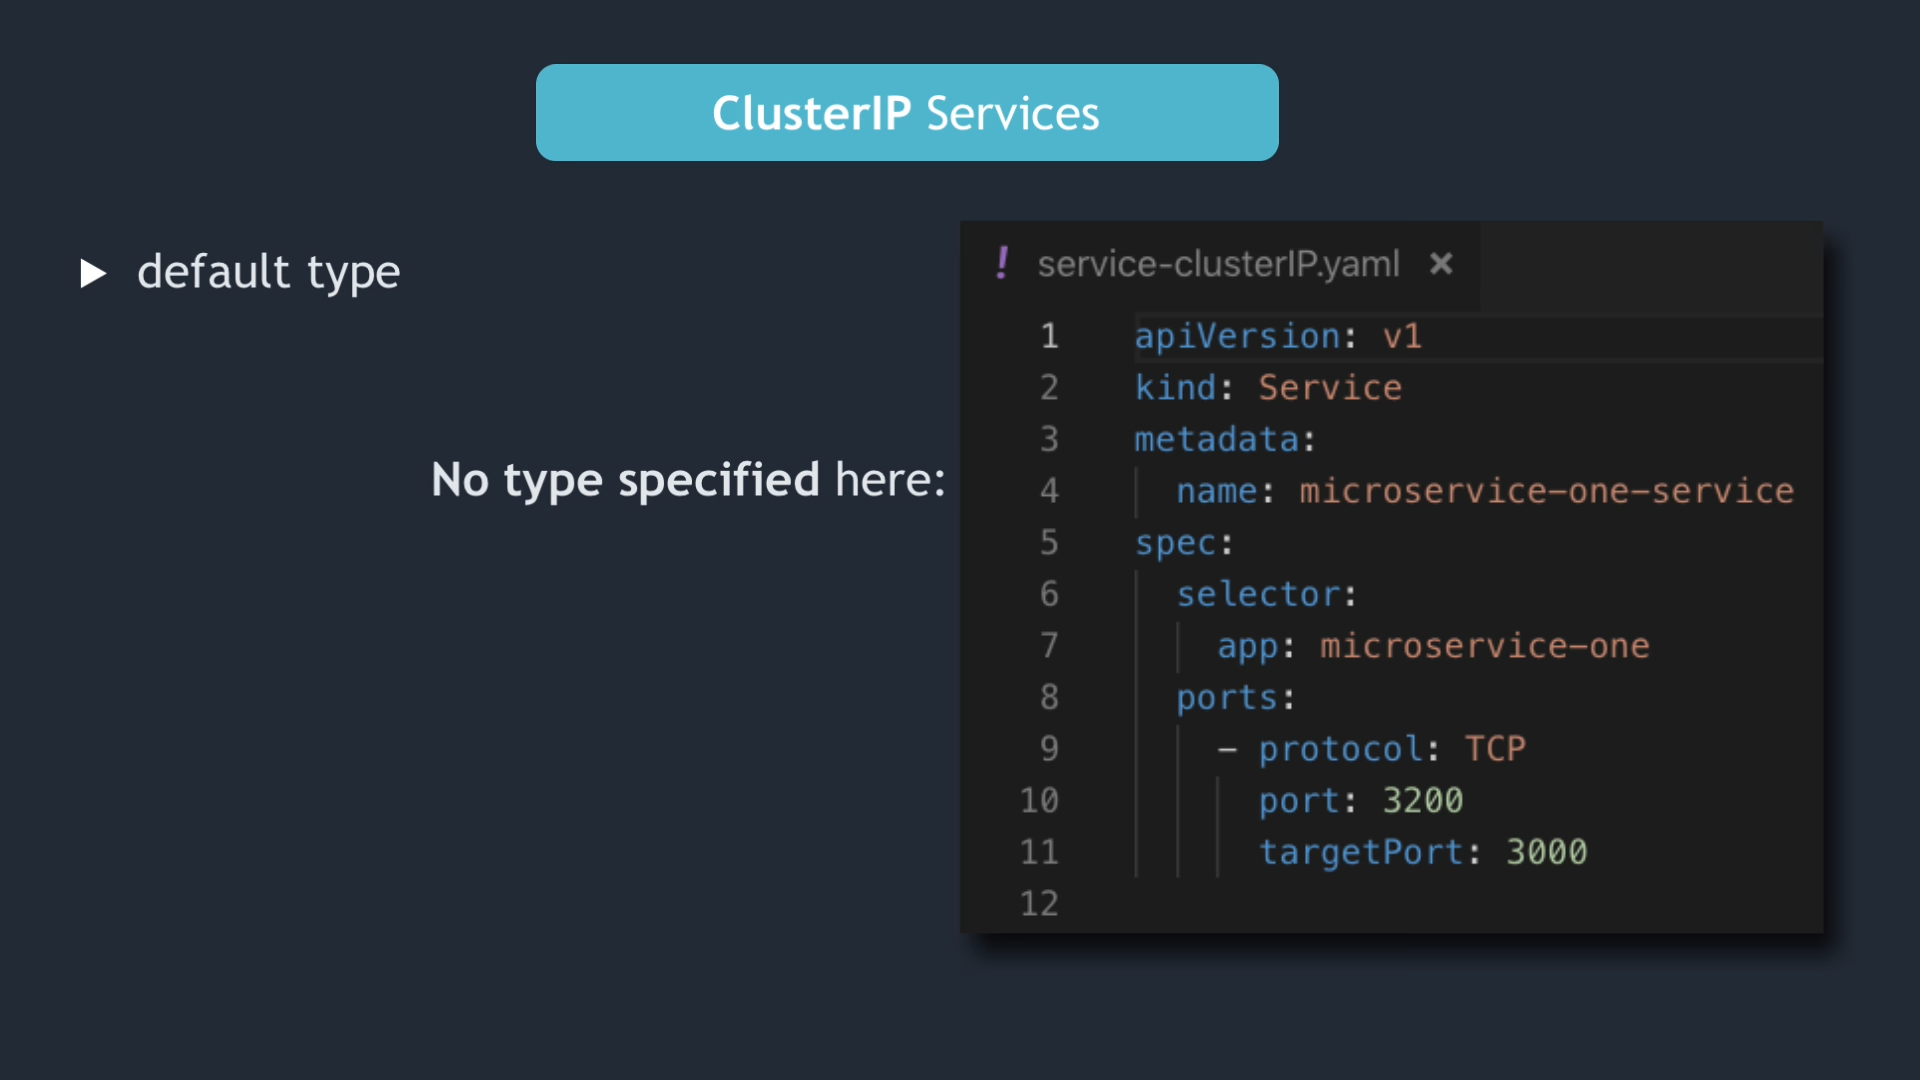 ClusterIP Services
default type
No type specified here:
! service-clusterIP.yaml ×
1 apiVersion: v1
2 kind: Service
3 metadata:
4   name: microservice-one-service
5 spec:
6   selector:
7     app: microservice-one
8   ports:
9     - protocol: TCP
10       port: 3200
11       targetPort: 3000
12